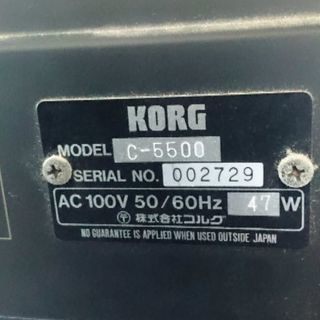 KORG
MODEL C-5500
SERIAL NO. 002729
AC 100V 50/60Hz 47 W
〒 株式会社コルグ
NO GUARANTEE IS APPLIED WHEN USED OUTSIDE JAPAN